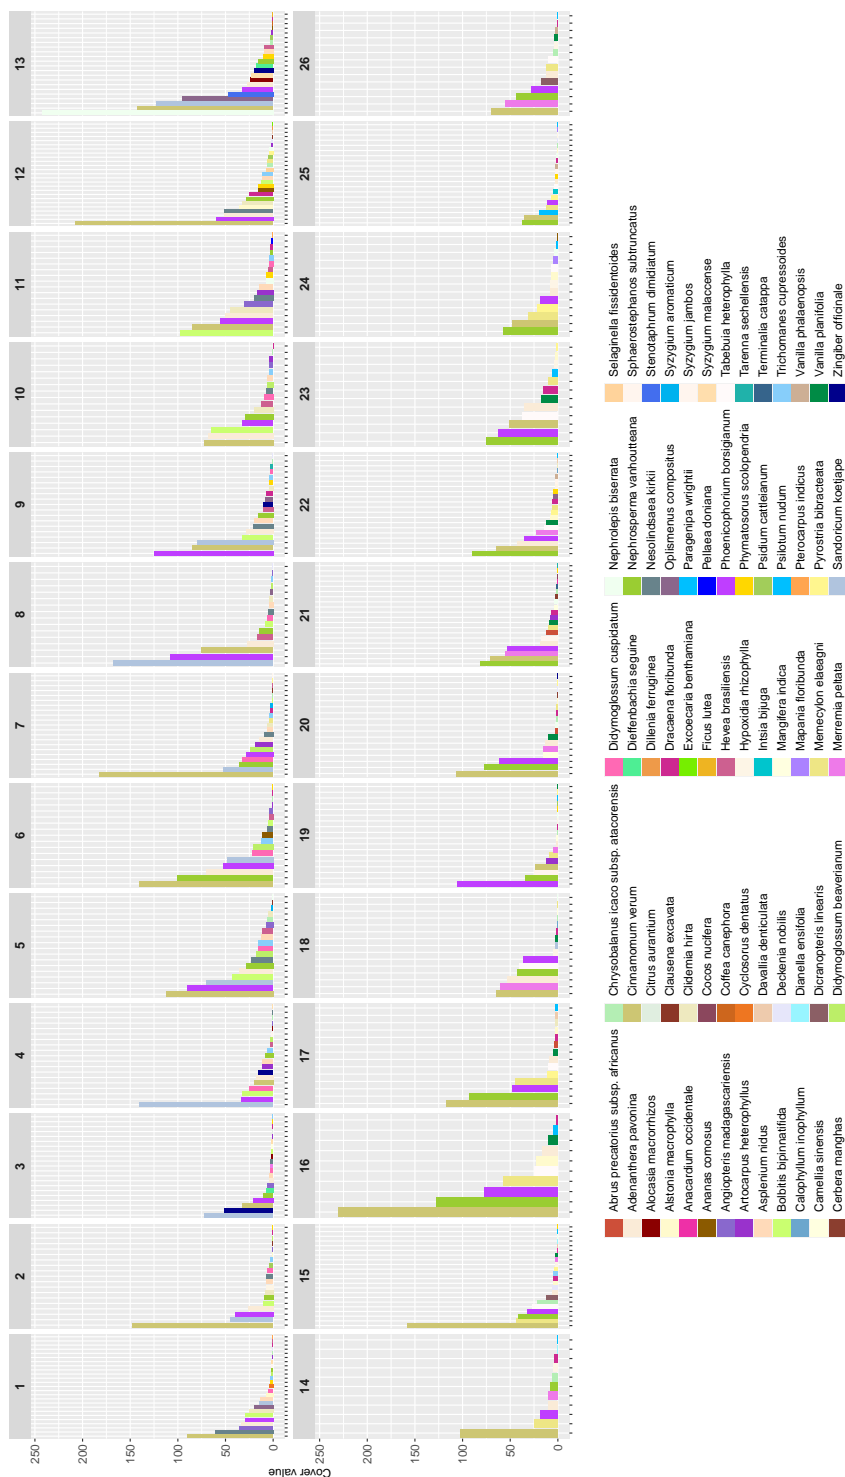 1
2
3
4
5
6
7
8
9
10
11
12
13
250
200
150
100
50
0
14
15
16
17
18
19
20
21
22
23
24
25
26
250
200
150
100
50
0
Cover value
Abrus precatorius subsp. africanus
Adenanthera pavonina
Alocasia macrorrhizos
Alstonia macrophylla
Anacardium occidentale
Ananas comosus
Angiopteris madagascariensis
Artocarpus heterophyllus
Asplenium nidus
Bolbitis bipinnatifida
Calophyllum inophyllum
Camellia sinensis
Cerbera manghas
Chrysobalanus icaco subsp. atacorensis
Cinnamomum verum
Citrus aurantium
Clausena excavata
Clidemia hirta
Cocos nucifera
Coffea canephora
Cyclosorus dentatus
Davallia denticulata
Deckenia nobilis
Dianella ensifolia
Dicranopteris linearis
Didymoglossum beaverianum
Didymoglossum cuspidatum
Dieffenbachia seguine
Dillenia ferruginea
Dracaena floribunda
Excoecaria benthamiana
Ficus lutea
Hevea brasiliensis
Hypoxidia rhizophylla
Intsia bijuga
Mangifera indica
Mapania floribunda
Memecylon elaeagni
Merremia peltata
Nephrolepis biserrata
Nephrosperma vanhoutteana
Nesolindsaea kirkii
Oplismenus compositus
Paragenipa wrightii
Pellaea doniana
Phoenicophorium borsigianum
Phymatosorus scolopendria
Psidium cattleianum
Psilotum nudum
Pterocarpus indicus
Pyrostria bibracteata
Sandoricum koetjape
Selaginella fissidentoides
Sphaerostephanos subtruncatus
Stenotaphrum dimidiatum
Syzygium aromaticum
Syzygium jambos
Syzygium malaccense
Tabebuia heterophylla
Tarenna sechellensis
Terminalia catappa
Trichomanes cupressoides
Vanilla phalaenopsis
Vanilla planifolia
Zingiber officinale